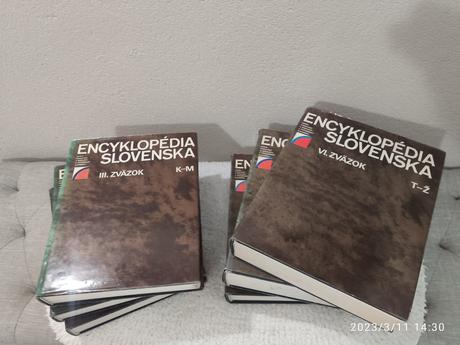 ENCYKLOPÉDIA
SLOVENSKA
III. ZVÄZOK
K–M
ENCYKLOPÉDIA
SLOVENSKA
VI. ZVÄZOK
T–Ž
2023/3/11 14:30